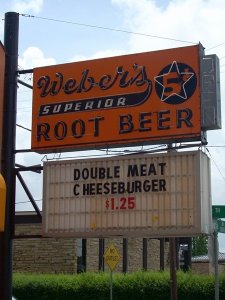 Weber's
5¢
SUPERIOR
ROOT BEER
DOUBLE MEAT
CHEESEBURGER
$1.25